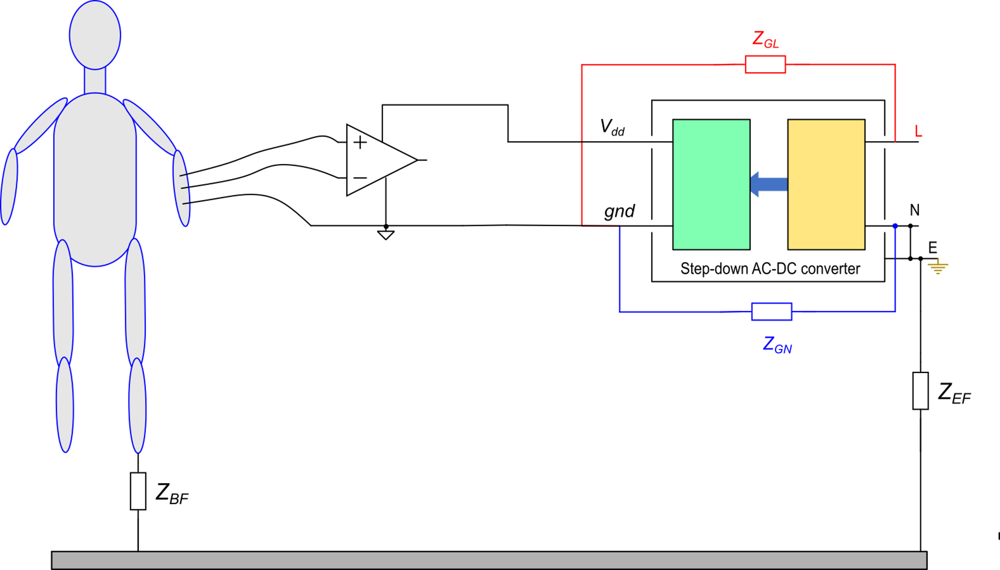 Z_GL
V_dd
L
gnd
N
E
Step-down AC-DC converter
Z_GN
Z_EF
Z_BF
+
−